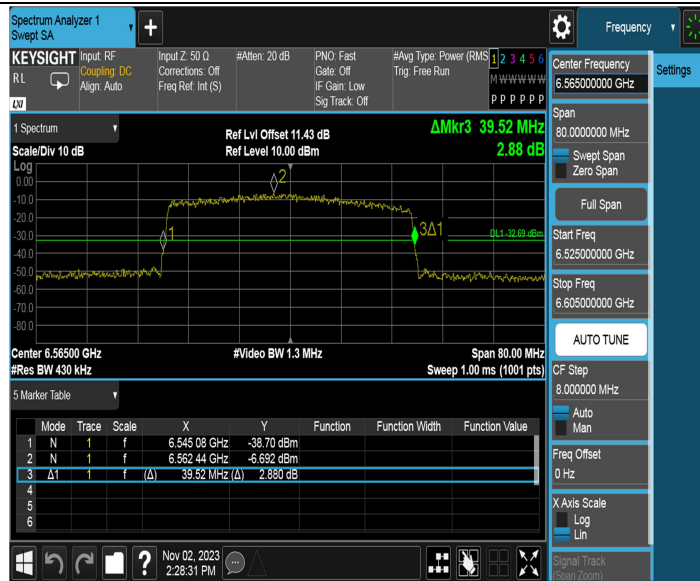 Spectrum Analyzer 1
Swept SA
+
Frequency
KEYSIGHT
RL
LXI
Input: RF
Coupling: DC
Align: Auto
Input Z: 50 Ω
Corrections: Off
Freq Ref: Int (S)
#Atten: 20 dB
PNO: Fast
Gate: Off
IF Gain: Low
Sig Track: Off
#Avg Type: Power (RMS
Trig: Free Run
1 2 3 4 5 6
M W W W W W
P P P P P P
1 Spectrum
Scale/Div 10 dB
Ref Lvl Offset 11.43 dB
Ref Level 10.00 dBm
ΔMkr3 39.52 MHz
2.88 dB
Log
0.00
-10.0
-20.0
-30.0
-40.0
-50.0
-60.0
-70.0
-80.0
2
1
3Δ1
DL1 -32.69 dBm
Center 6.56500 GHz
#Res BW 430 kHz
#Video BW 1.3 MHz
Span 80.00 MHz
Sweep 1.00 ms (1001 pts)
5 Marker Table
Mode Trace Scale X Y Function Function Width Function Value
1 N 1 f 6.545 08 GHz -38.70 dBm
2 N 1 f 6.562 44 GHz -6.692 dBm
3 Δ1 1 f (Δ) 39.52 MHz (Δ) 2.880 dB
4
5
6
?
Nov 02, 2023
2:28:31 PM
Center Frequency
6.565000000 GHz
Settings
Span
80.0000000 MHz
Swept Span
Zero Span
Full Span
Start Freq
6.525000000 GHz
Stop Freq
6.605000000 GHz
AUTO TUNE
CF Step
8.000000 MHz
Auto
Man
Freq Offset
0 Hz
X Axis Scale
Log
Lin
Signal Track
(Span Zoom)